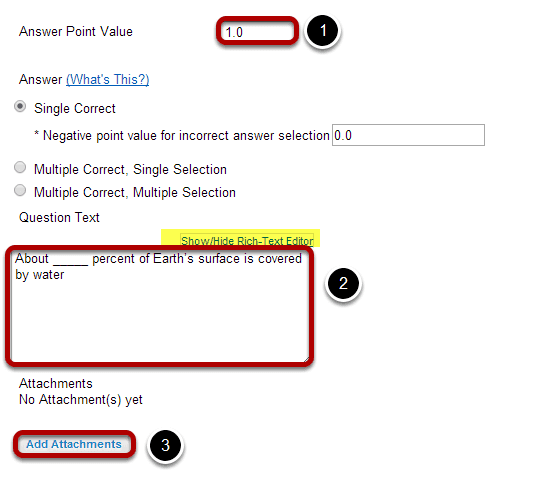 Answer Point Value 1.0 1
Answer (What's This?)
Single Correct
* Negative point value for incorrect answer selection 0.0
Multiple Correct, Single Selection
Multiple Correct, Multiple Selection
Question Text
Show/Hide Rich-Text Editor
About _____ percent of Earth's surface is covered
by water
2
Attachments
No Attachment(s) yet
Add Attachments 3